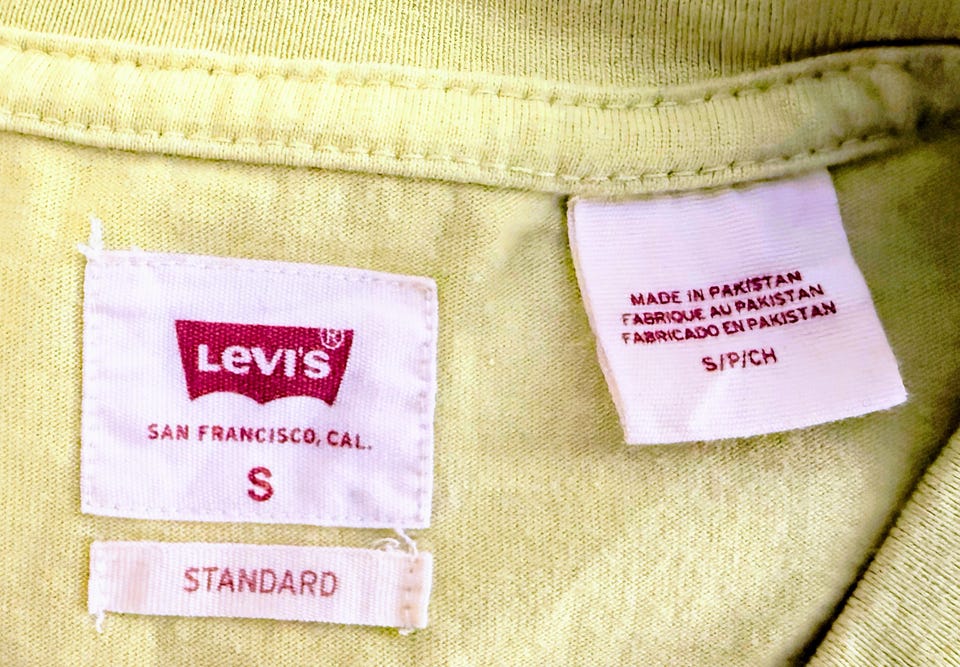 LEVI'S®
SAN FRANCISCO, CAL.
S
STANDARD
MADE IN PAKISTAN
FABRIQUE AU PAKISTAN
FABRICADO EN PAKISTAN
S/P/CH